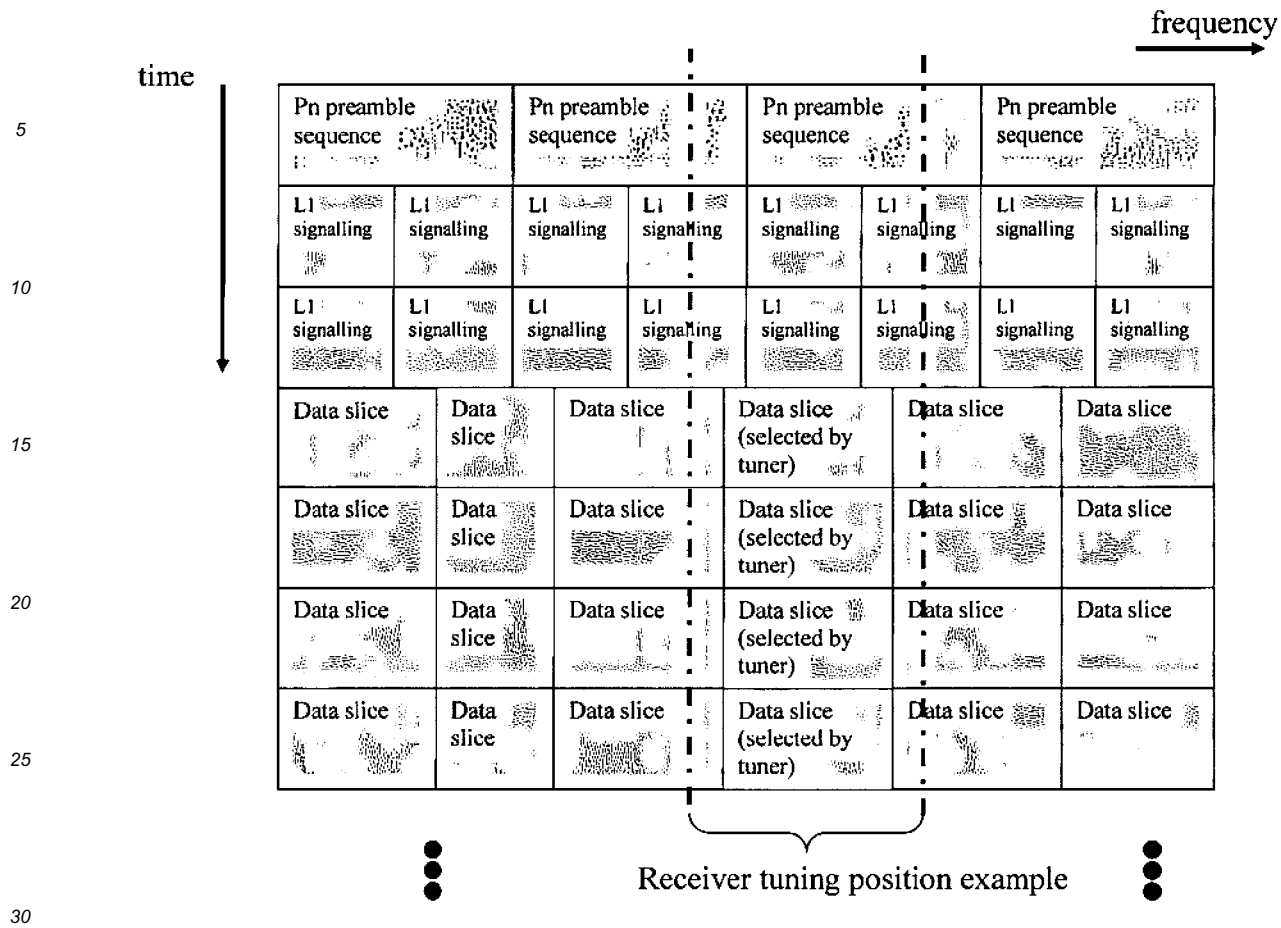 frequency
time
5
Pn preamble
sequence
Pn preamble
sequence
Pn preamble
sequence
Pn preamble
sequence
L1
signalling
L1
signalling
L1
signalling
L1
signalling
L1
signalling
L1
signalling
L1
signalling
L1
signalling
10
L1
signalling
L1
signalling
L1
signalling
L1
signalling
L1
signalling
L1
signalling
L1
signalling
L1
signalling
15
Data slice
Data
slice
Data slice
Data slice
(selected by
tuner)
Data slice
Data slice
Data slice
Data
slice
Data slice
Data slice
(selected by
tuner)
Data slice
Data slice
20
Data slice
Data
slice
Data slice
Data slice
(selected by
tuner)
Data slice
Data slice
25
Data slice
Data
slice
Data slice
Data slice
(selected by
tuner)
Data slice
Data slice
Receiver tuning position example
30